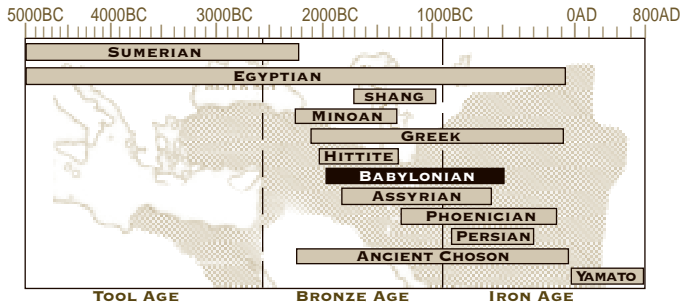 5000BC 4000BC 3000BC 2000BC 1000BC 0AD 800AD
SUMERIAN
EGYPTIAN
SHANG
MINOAN
GREEK
HITTITE
BABYLONIAN
ASSYRIAN
PHOENICIAN
PERSIAN
ANCIENT CHOSON
YAMATO
TOOL AGE BRONZE AGE IRON AGE